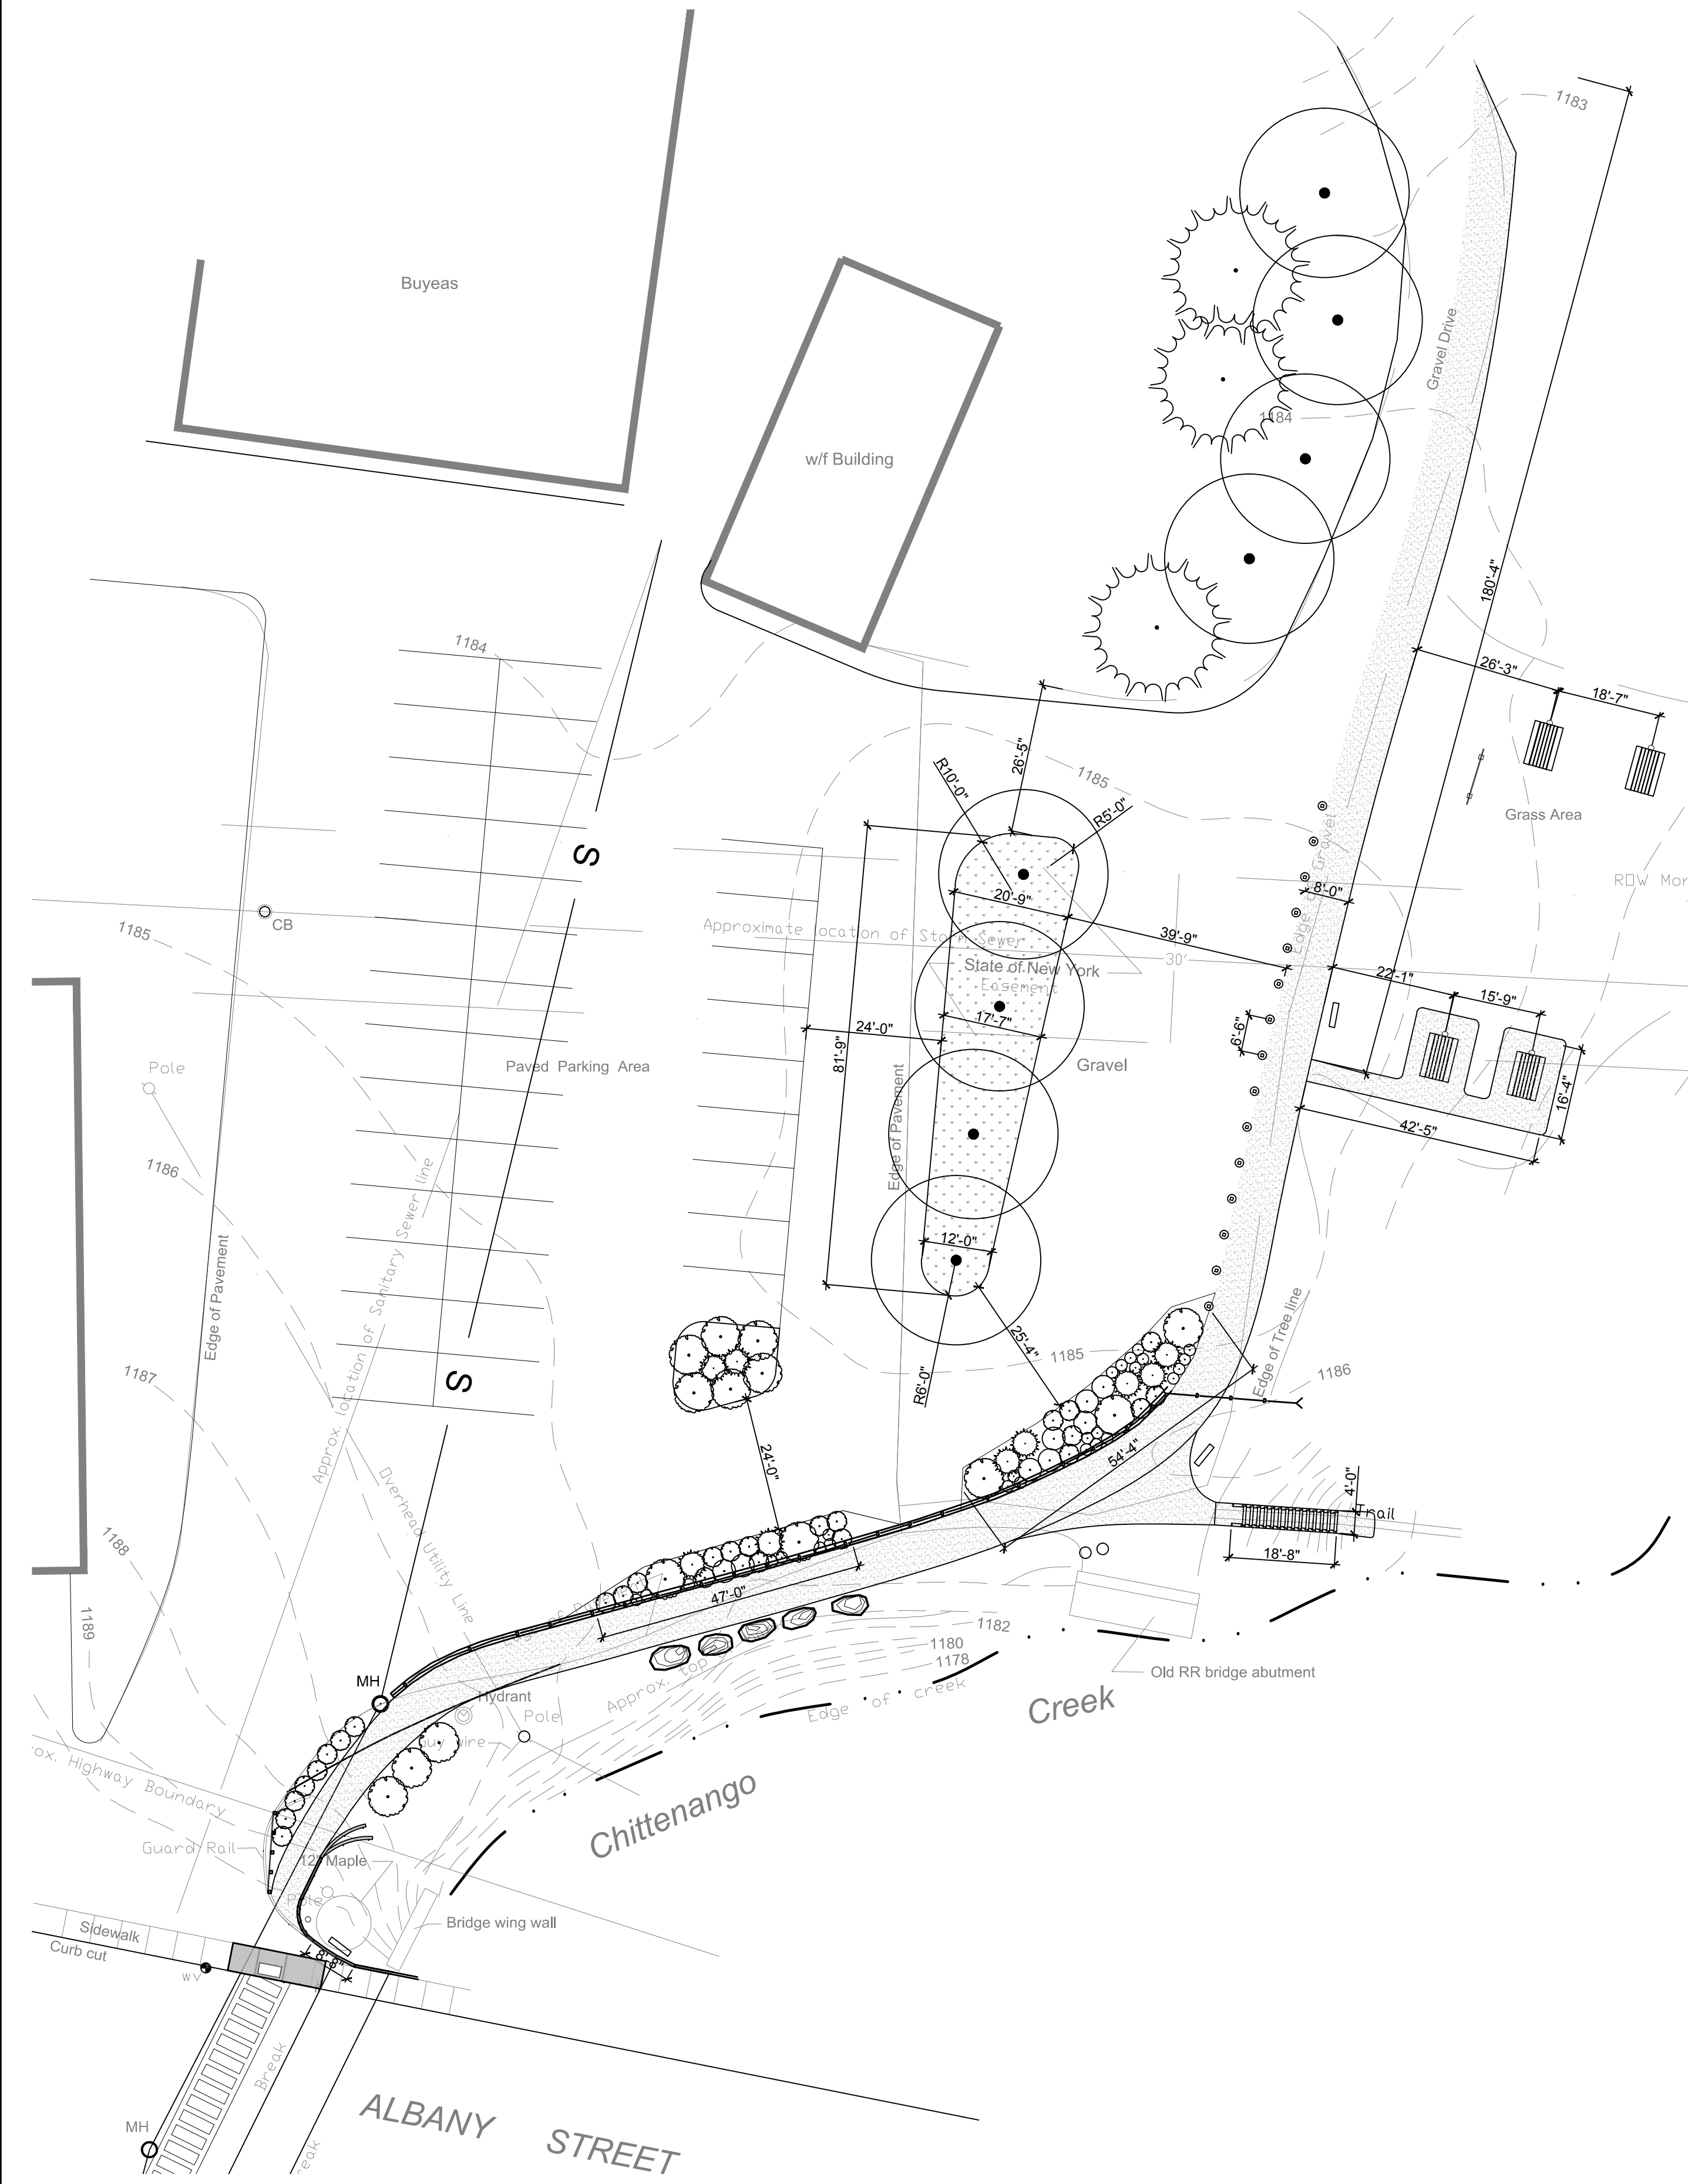 1183
Buyeas
Gravel Drive
1184
w/f Building
180'-4"
1184
26'-3"
18'-7"
26'-5"
R10'-0"
1185
R5'-0"
Grass Area
S
8'-0"
20'-9"
CB
1185
Approximate location of Storm Sewer
39'-9"
30'
State of New York
Easement
22'-1"
15'-9"
17'-7"
24'-0"
6'-6"
81'-9"
Pole
Paved Parking Area
Gravel
16'-4"
Edge of Pavement
42'-5"
1186
12'-0"
Approx. location of Sanitary Sewer line
Edge of Pavement
25'-4"
1185
Edge of Tree line
1186
1187
S
R6'-0"
24'-0"
54'-4"
4'-0"
Trail
Overhead Utility Line
1188
18'-8"
47'-0"
1189
1182
1180
1178
Approx. top
Old RR bridge abutment
MH
Hydrant
Pole
Edge of creek
Creek
Guy wire
Highway Boundary
Chittenango
Guard Rail
12" Maple
Pole
Bridge wing wall
Sidewalk
Curb cut
WV
Break
MH
ALBANY STREET